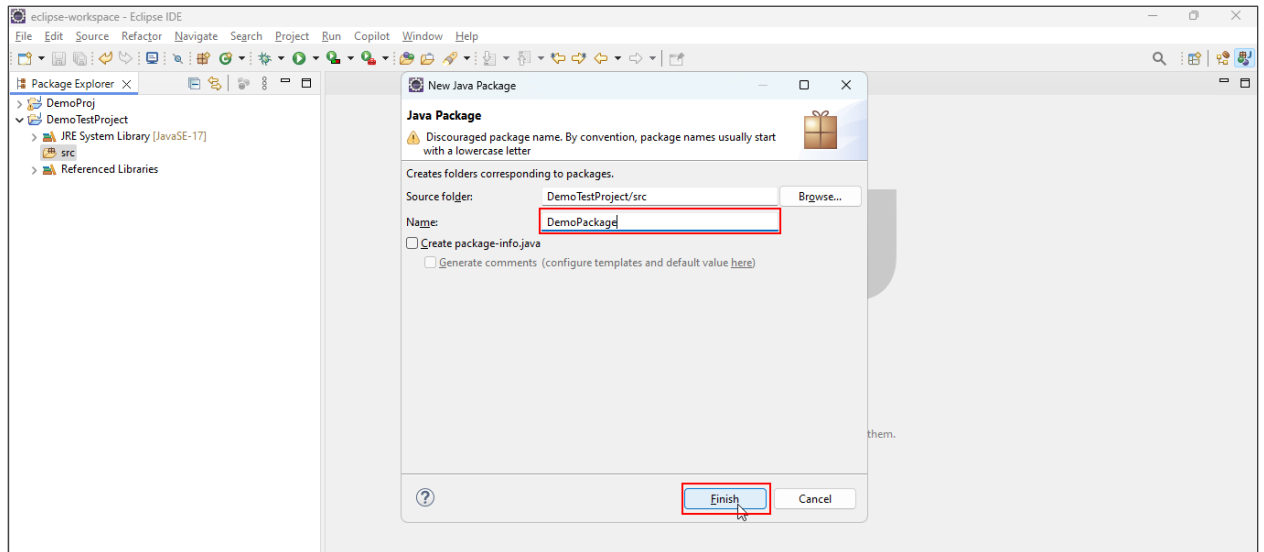 eclipse-workspace - Eclipse IDE
File Edit Source Refactor Navigate Search Project Run Copilot Window Help
Package Explorer
DemoProj
DemoTestProject
JRE System Library [JavaSE-17]
src
Referenced Libraries
New Java Package
Java Package
Discouraged package name. By convention, package names usually start
with a lowercase letter
Creates folders corresponding to packages.
Source folder: DemoTestProject/src Browse...
Name: DemoPackage
Create package-info.java
Generate comments (configure templates and default value here)
them.
? Finish Cancel